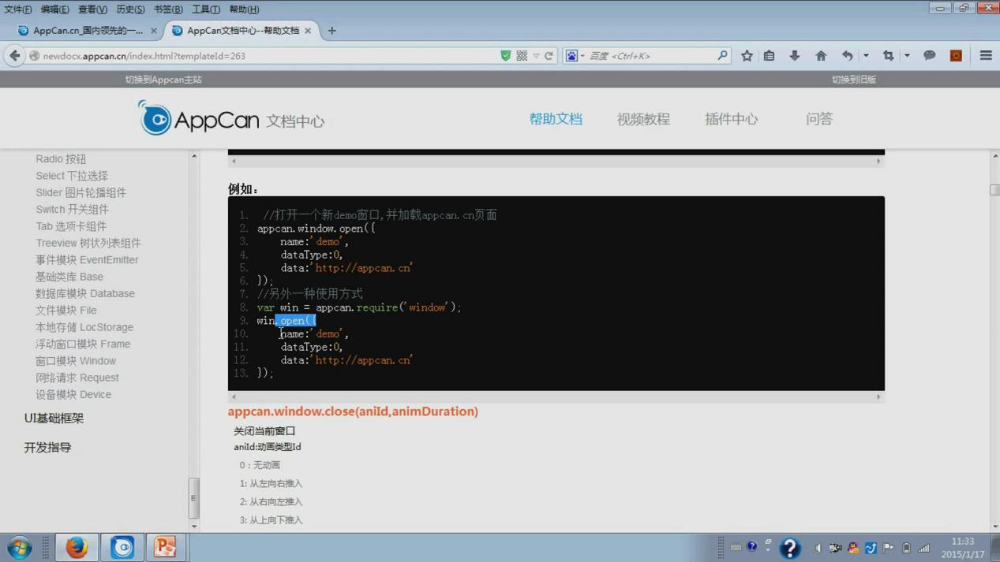 文件(F) 编辑(E) 查看(V) 历史(S) 书签(B) 工具(T) 帮助(H)
AppCan.cn_国内领先的一... × AppCan文档中心--帮助文档 × +
newdocx.appcan.cn/index.html?templateId=263 百度 <Ctrl+K>
切换到Appcan主站 切换到旧版
AppCan 文档中心 帮助文档 视频教程 插件中心 问答
Radio 按钮
Select 下拉选择
Slider 图片轮播组件
Switch 开关组件
Tab 选项卡组件
Treeview 树状列表组件
事件模块 EventEmitter
基础类库 Base
数据库模块 Database
文件模块 File
本地存储 LocStorage
浮动窗口模块 Frame
窗口模块 Window
网络请求 Request
设备模块 Device
UI基础框架
开发指导
例如：
1. //打开一个新demo窗口,并加载appcan.cn页面
2. appcan.window.open({
3. name:'demo',
4. dataType:0,
5. data:'http://appcan.cn'
6. });
7. //另外一种使用方式
8. var win = appcan.require('window');
9. win.open({
10. name:'demo',
11. dataType:0,
12. data:'http://appcan.cn'
13. });
appcan.window.close(aniId,animDuration)
关闭当前窗口
aniId:动画类型Id
0：无动画
1: 从左向右推入
2: 从右向左推入
3: 从上向下推入
11:33
2015/1/17